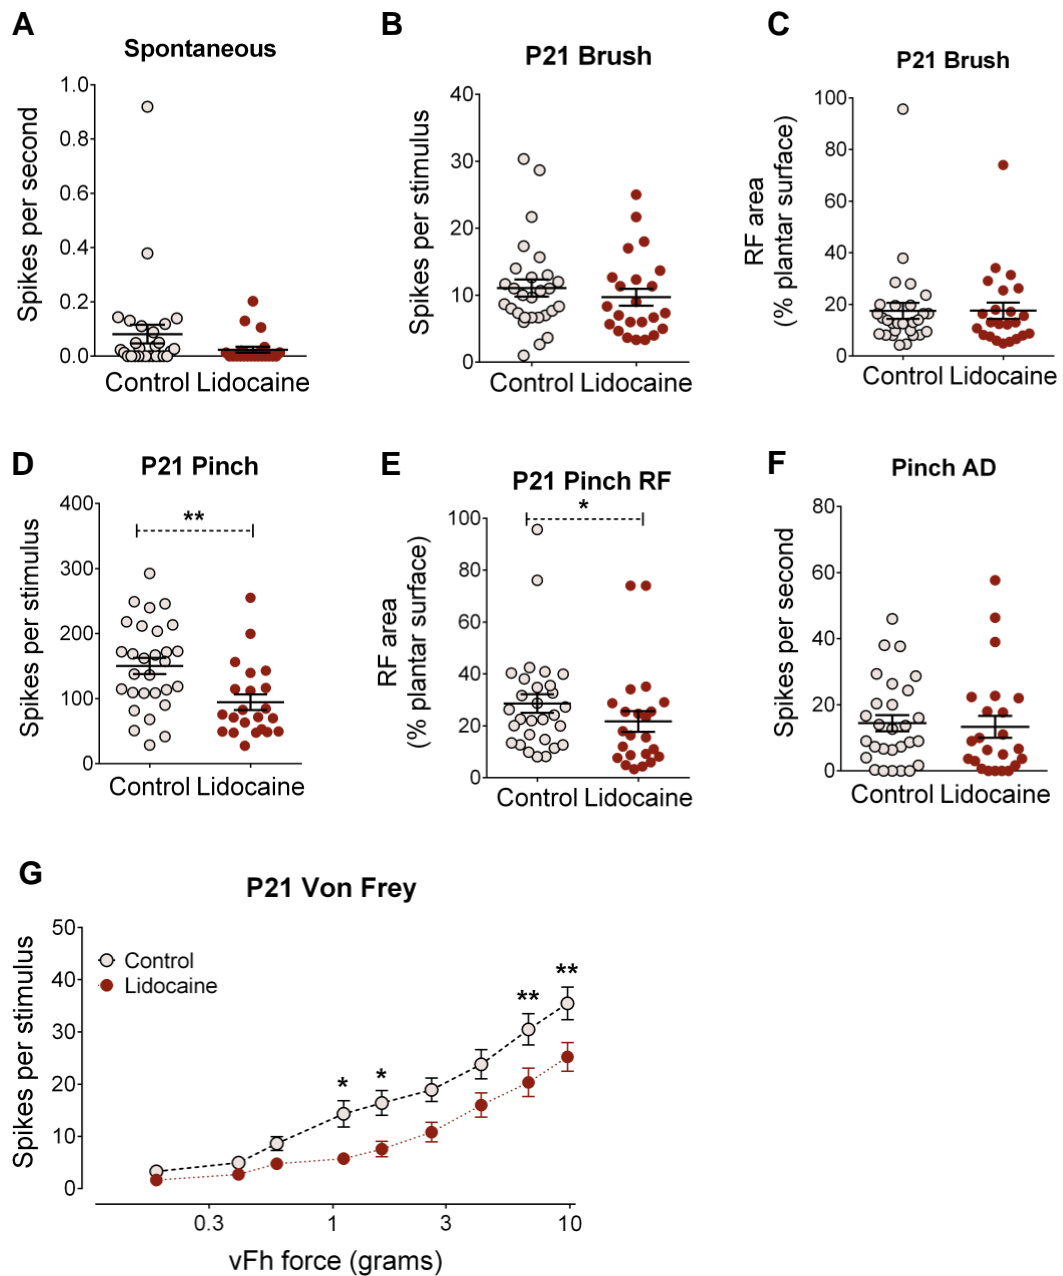 A
Spontaneous
Spikes per second
1.0
0.8
0.6
0.4
0.2
0.0
Control Lidocaine
B
P21 Brush
Spikes per stimulus
40
30
20
10
0
Control Lidocaine
C
P21 Brush
RF area
(% plantar surface)
100
80
60
40
20
0
Control Lidocaine
D
P21 Pinch
Spikes per stimulus
400
300
200
100
0
**
Control Lidocaine
E
P21 Pinch RF
RF area
(% plantar surface)
100
80
60
40
20
0
*
Control Lidocaine
F
Pinch AD
Spikes per second
80
60
40
20
0
Control Lidocaine
G
P21 Von Frey
Spikes per stimulus
50
40
30
20
10
0
Control
Lidocaine
* * ** **
0.3 1 3 10
vFh force (grams)